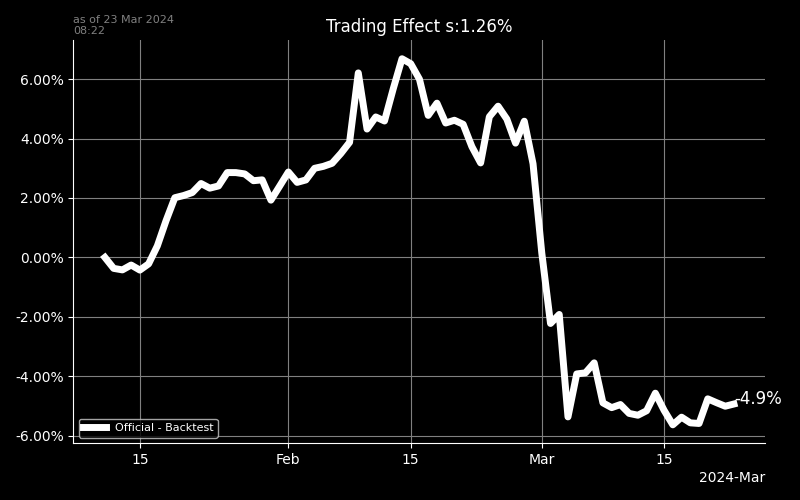 as of 23 Mar 2024
08:22
Trading Effect s:1.26%
6.00%
4.00%
2.00%
0.00%
-2.00%
-4.00%
-6.00%
-4.9%
Official - Backtest
15
Feb
15
Mar
15
2024-Mar